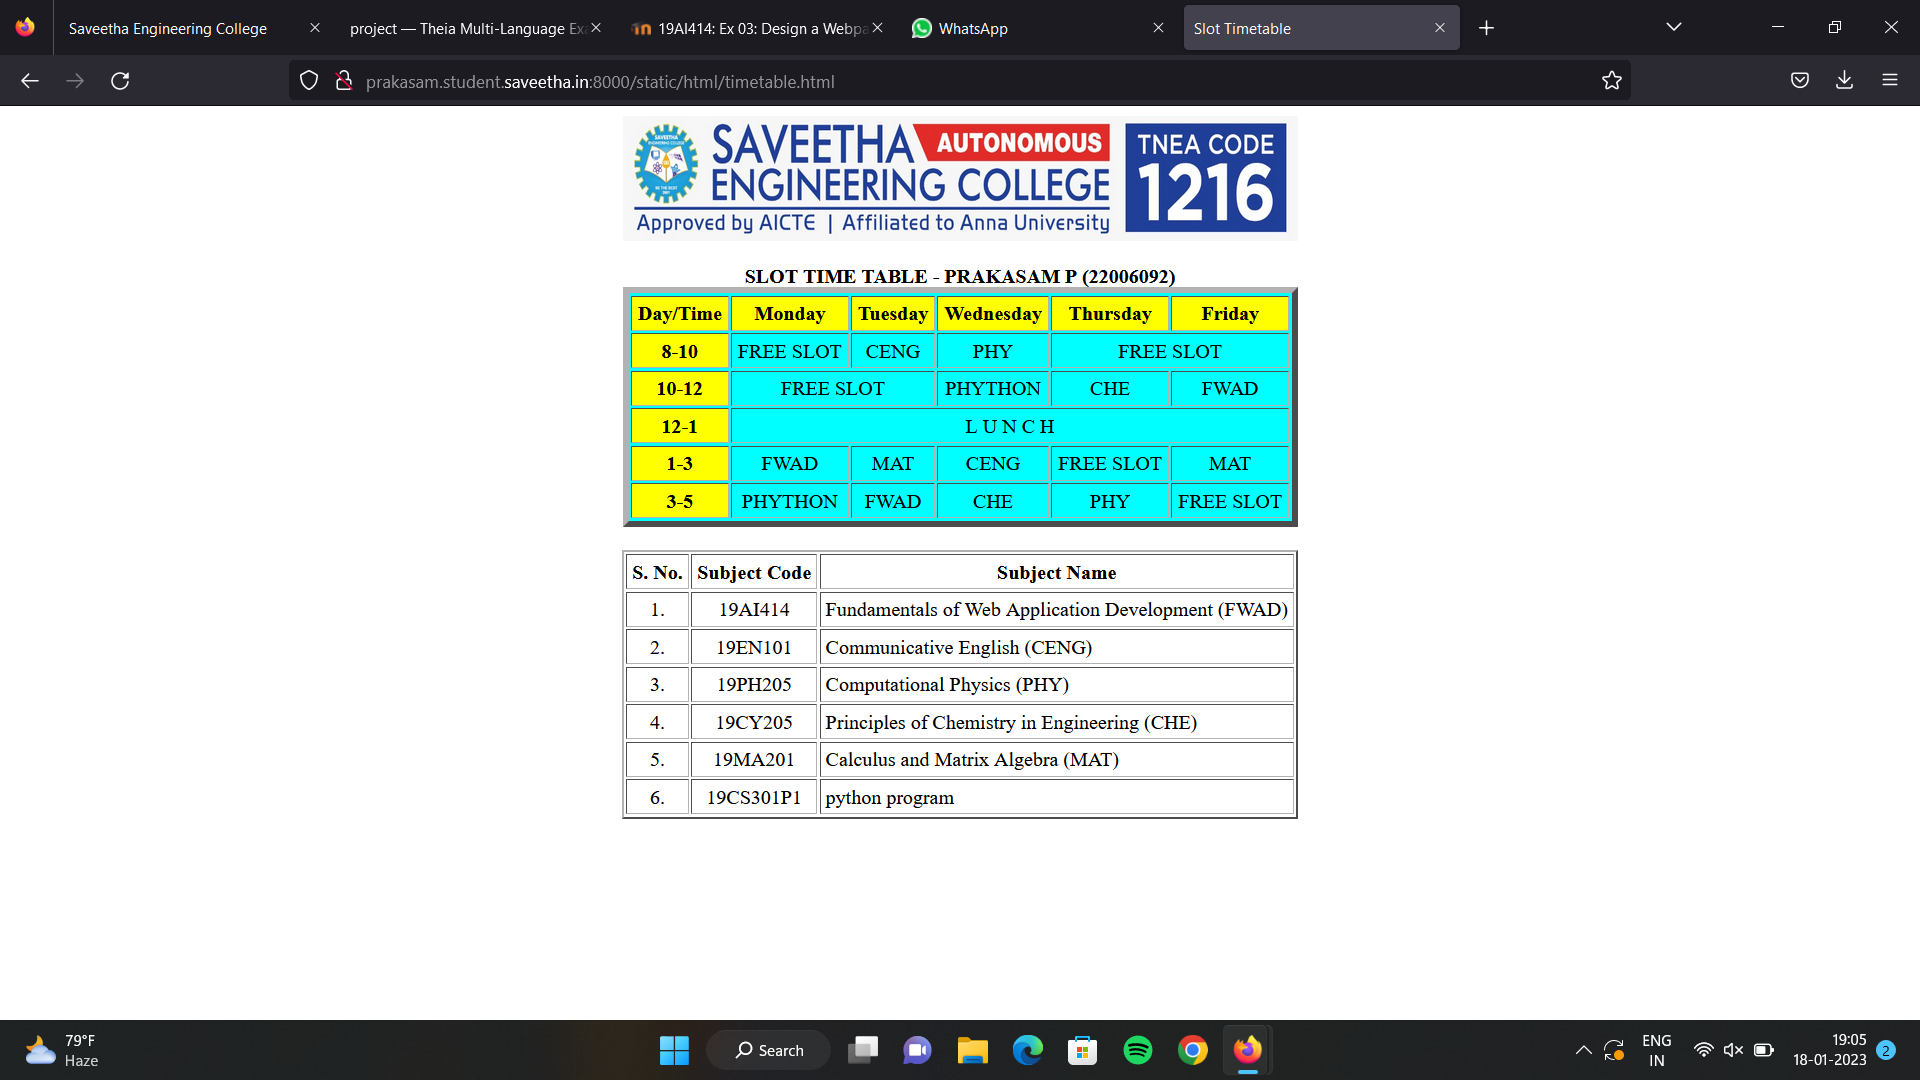 Saveetha Engineering College
project — Theia Multi-Language Exa
19AI414: Ex 03: Design a Webpa
WhatsApp
Slot Timetable
prakasam.student.saveetha.in:8000/static/html/timetable.html
SAVEETHA AUTONOMOUS
ENGINEERING COLLEGE
Approved by AICTE | Affiliated to Anna University
TNEA CODE
1216
SLOT TIME TABLE - PRAKASAM P (22006092)
Day/Time Monday Tuesday Wednesday Thursday Friday
8-10 FREE SLOT CENG PHY FREE SLOT
10-12 FREE SLOT PHYTHON CHE FWAD
12-1 L U N C H
1-3 FWAD MAT CENG FREE SLOT MAT
3-5 PHYTHON FWAD CHE PHY FREE SLOT
S. No. Subject Code Subject Name
1. 19AI414 Fundamentals of Web Application Development (FWAD)
2. 19EN101 Communicative English (CENG)
3. 19PH205 Computational Physics (PHY)
4. 19CY205 Principles of Chemistry in Engineering (CHE)
5. 19MA201 Calculus and Matrix Algebra (MAT)
6. 19CS301P1 python program
79°F
Haze
Search
ENG
IN
19:05
18-01-2023
2